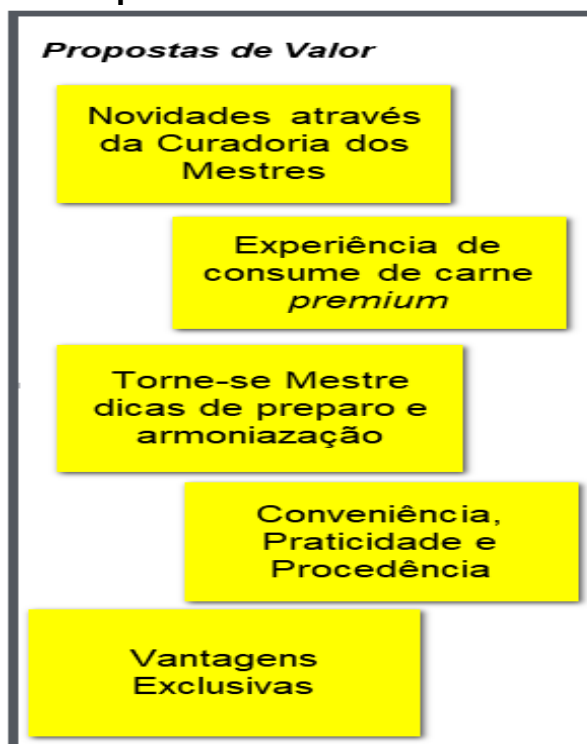 Propostas de Valor
Novidades através
da Curadoria dos
Mestres
Experiência de
consume de carne
premium
Torne-se Mestre
dicas de preparo e
armoniazação
Conveniência,
Praticidade e
Procedência
Vantagens
Exclusivas